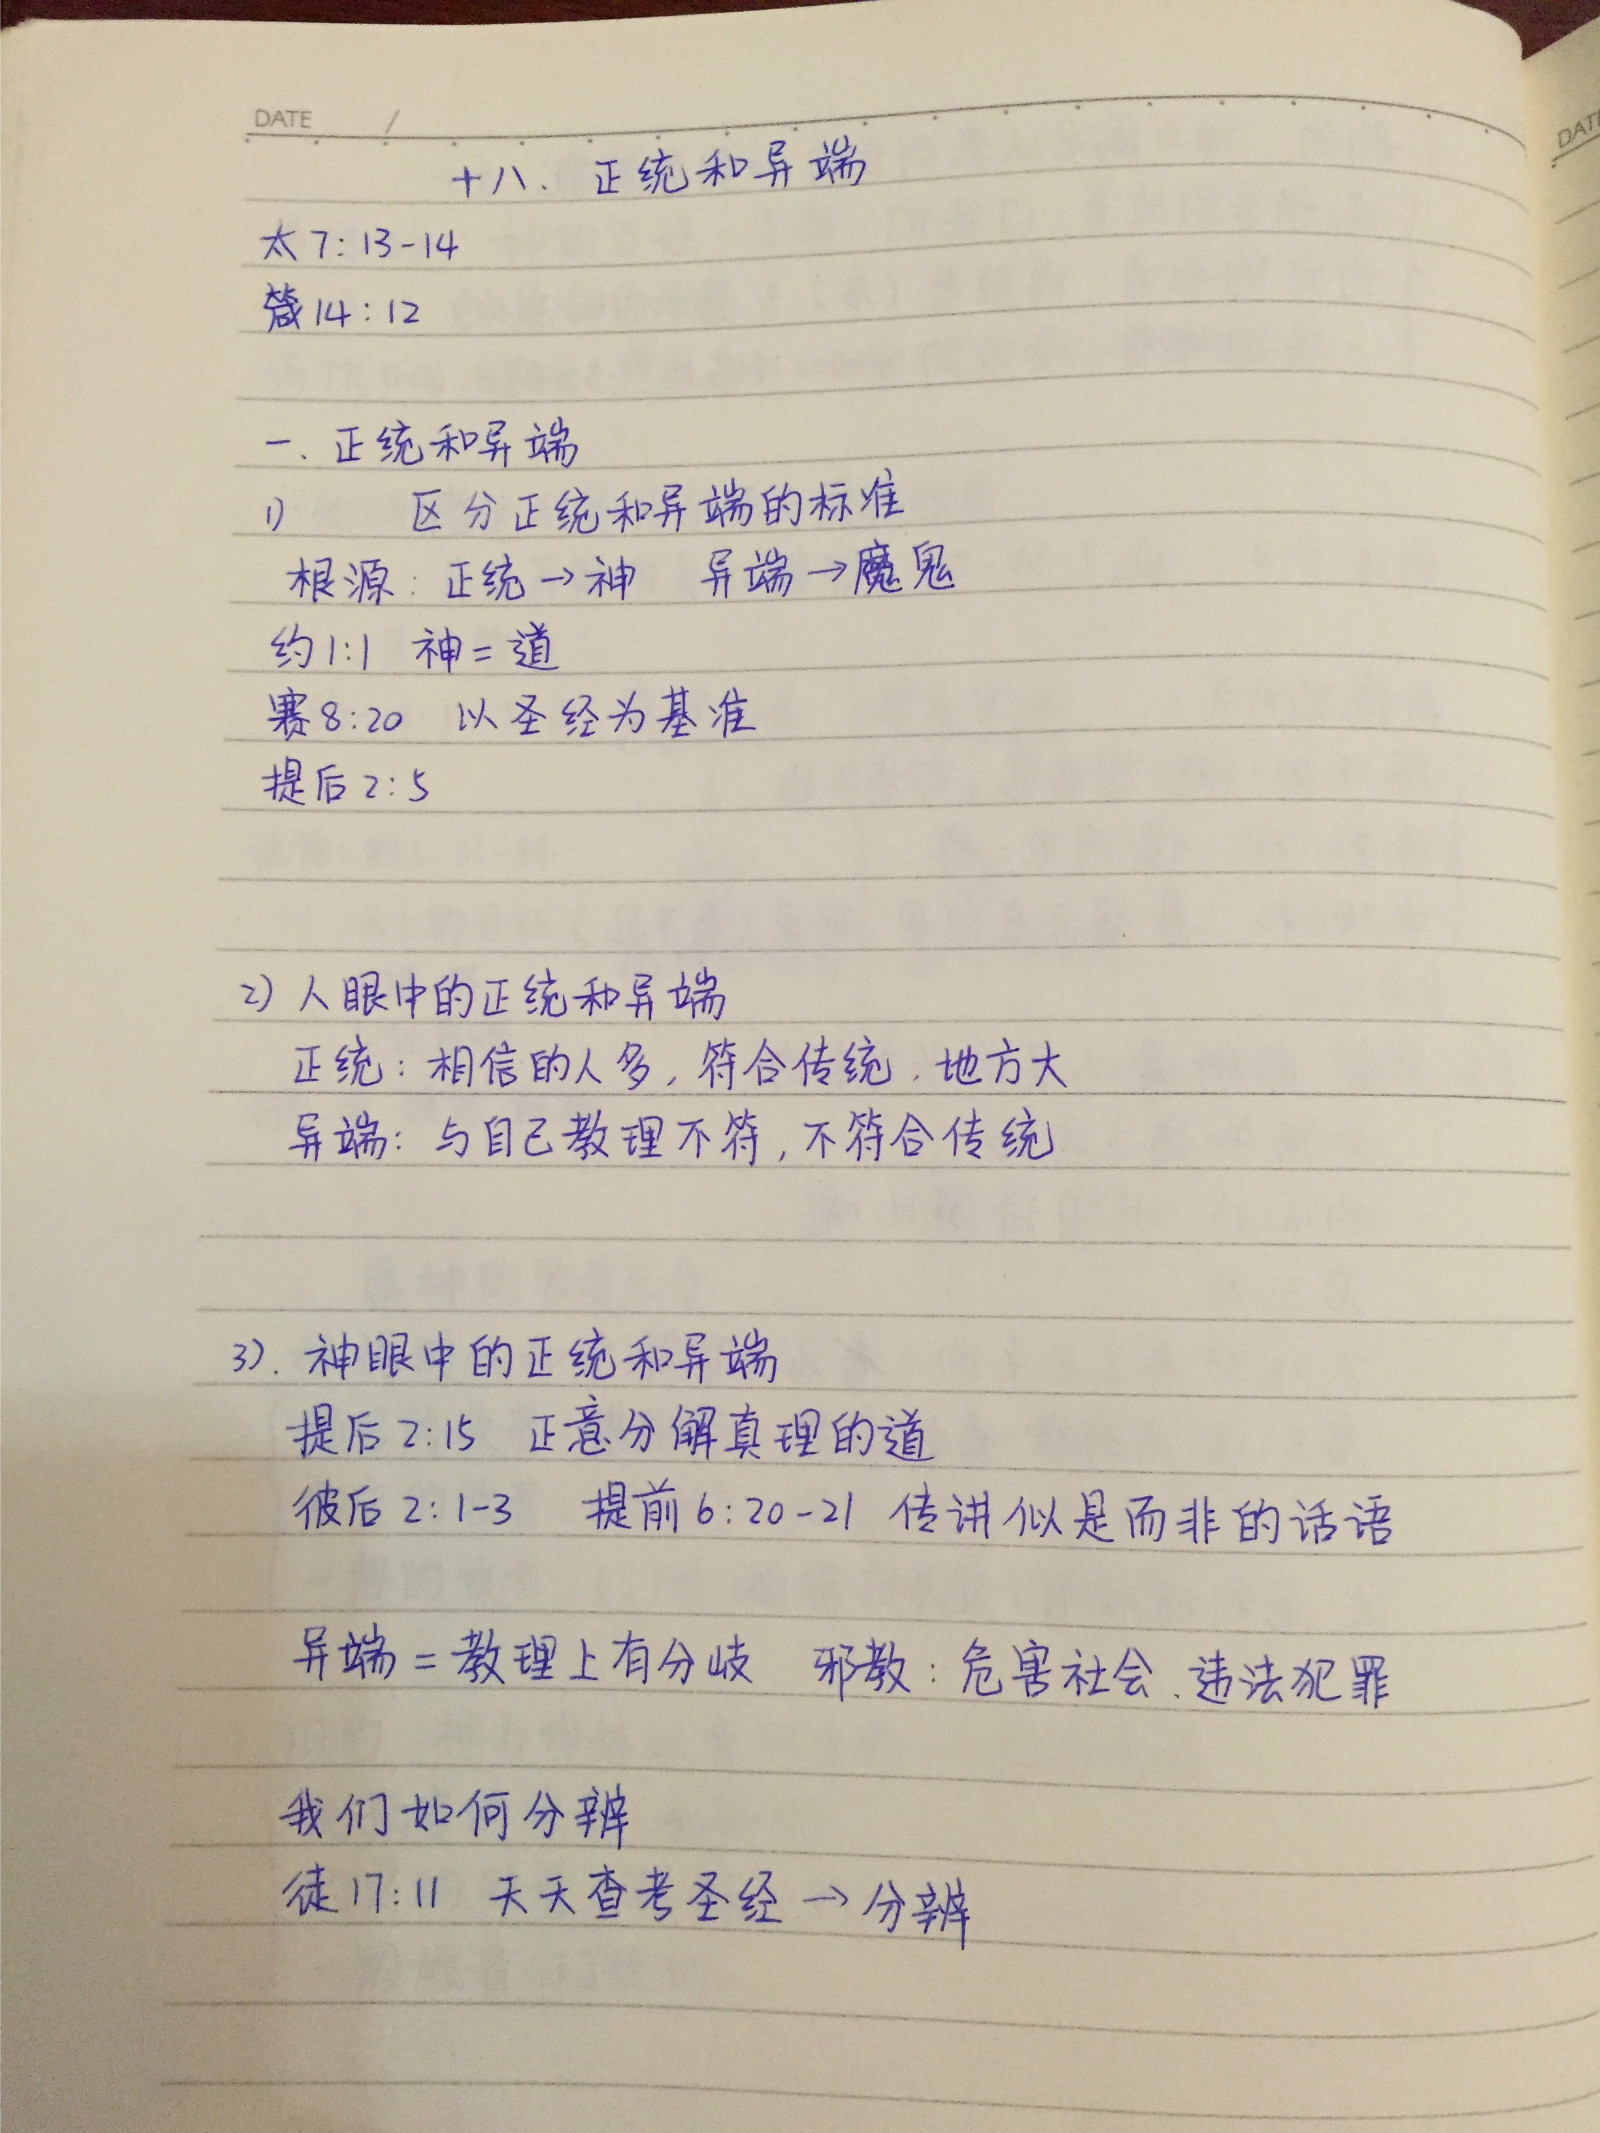 DATE /
十八. 正统和异端
太7:13-14
箴14:12
一. 正统和异端
1) 区分正统和异端的标准
根源: 正统→神 异端→魔鬼
约1:1 神=道
赛8:20 以圣经为基准
提后2:5
2) 人眼中的正统和异端
正统: 相信的人多, 符合传统. 地方大
异端: 与自己教理不符, 不符合传统
3). 神眼中的正统和异端
提后2:15 正意分解真理的道
彼后2:1-3 提前6:20-21 传讲似是而非的话语
异端=教理上有分岐 邪教: 危害社会、违法犯罪
我们如何分辨
徒17:11 天天查考圣经→分辨